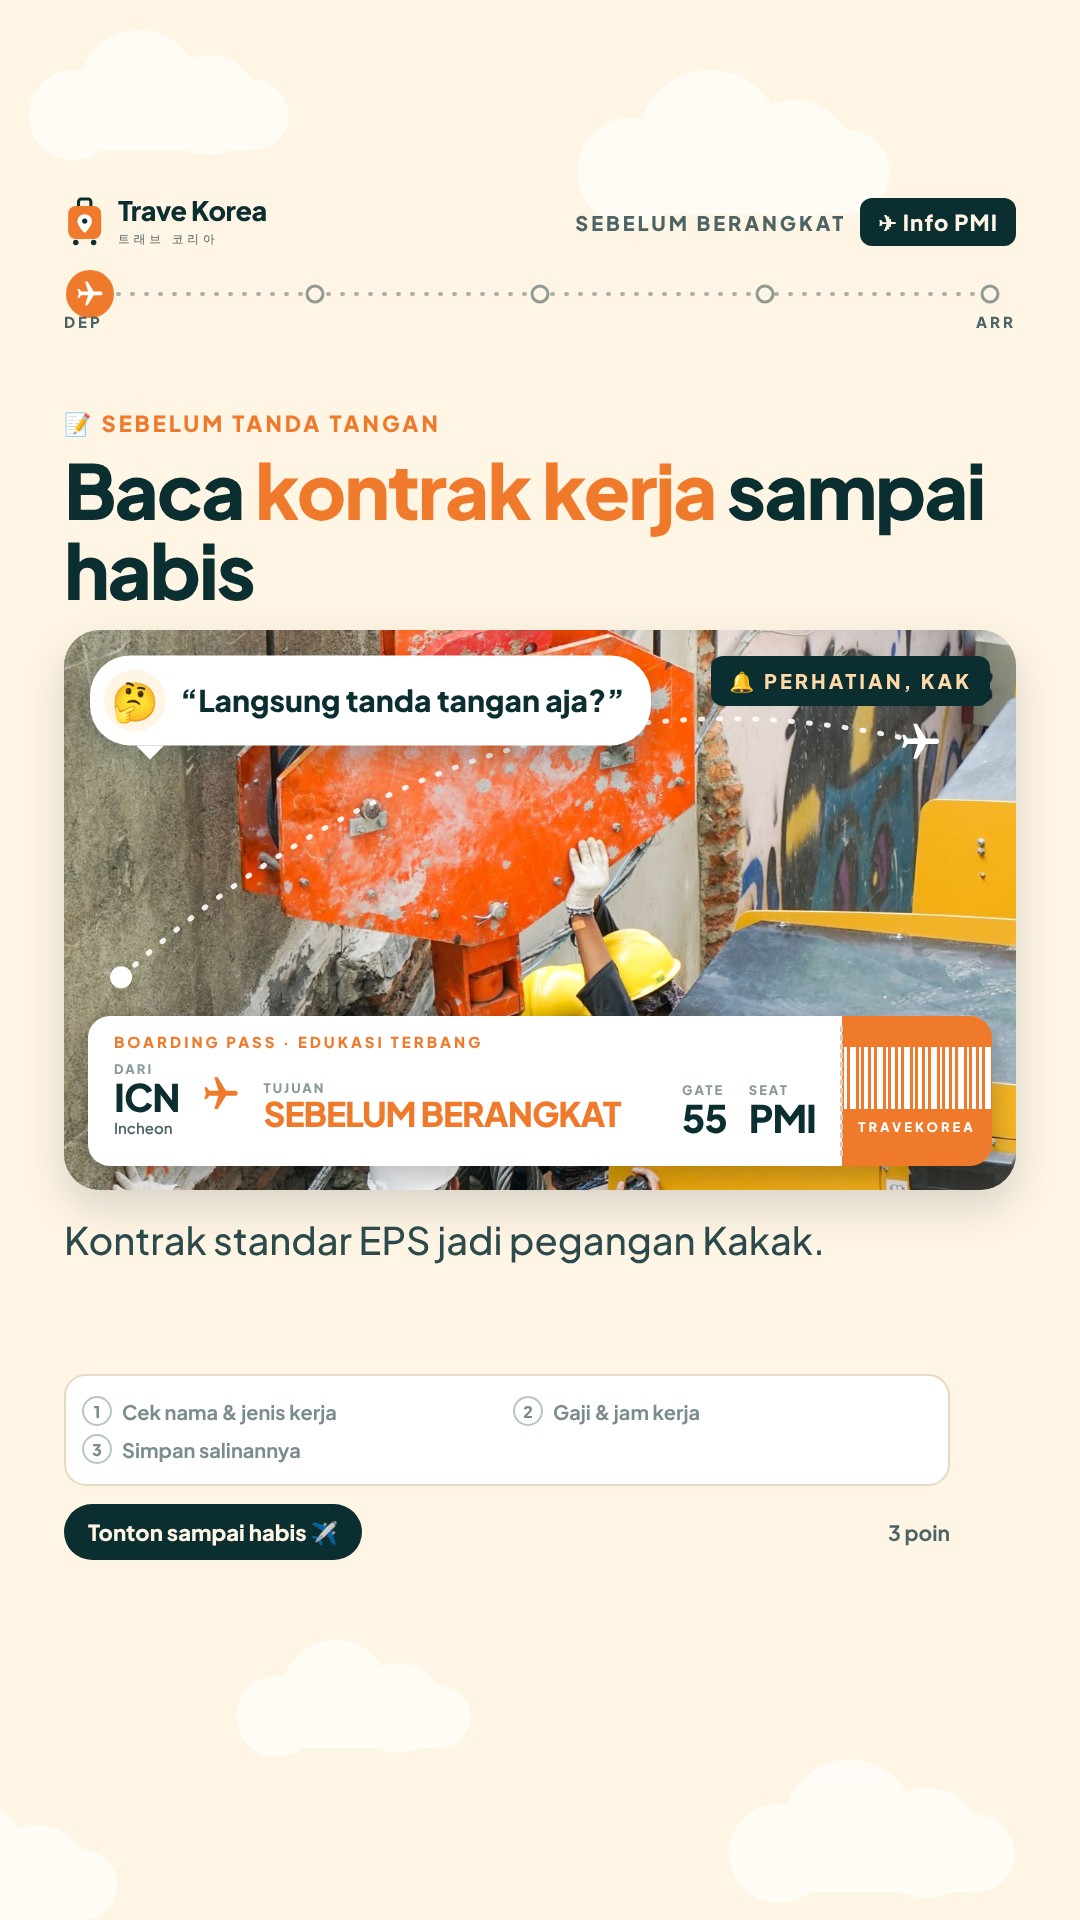 Trave Korea
트래브 코리아
SEBELUM BERANGKAT
✈ Info PMI
DEP
ARR
📝 SEBELUM TANDA TANGAN
Baca kontrak kerja sampai
habis
🤔 “Langsung tanda tangan aja?”
🔔 PERHATIAN, KAK
BOARDING PASS · EDUKASI TERBANG
DARI
ICN
Incheon
TUJUAN
SEBELUM BERANGKAT
GATE
55
SEAT
PMI
TRAVEKOREA
Kontrak standar EPS jadi pegangan Kakak.
1 Cek nama & jenis kerja
2 Gaji & jam kerja
3 Simpan salinannya
Tonton sampai habis ✈️
3 poin